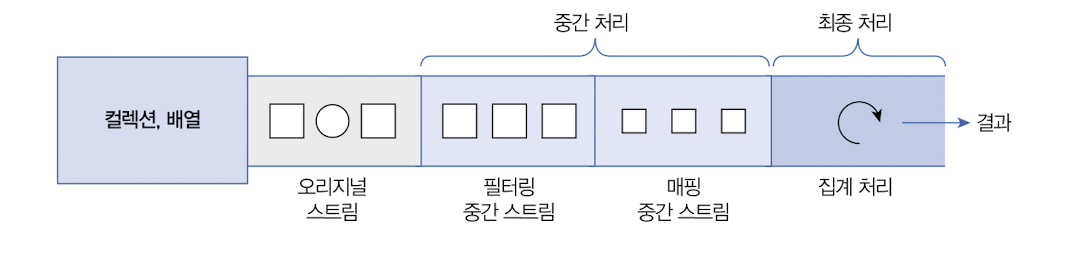 중간 처리
최종 처리
컬렉션, 배열
결과
오리지널
스트림
필터링
중간 스트림
매핑
중간 스트림
집계 처리